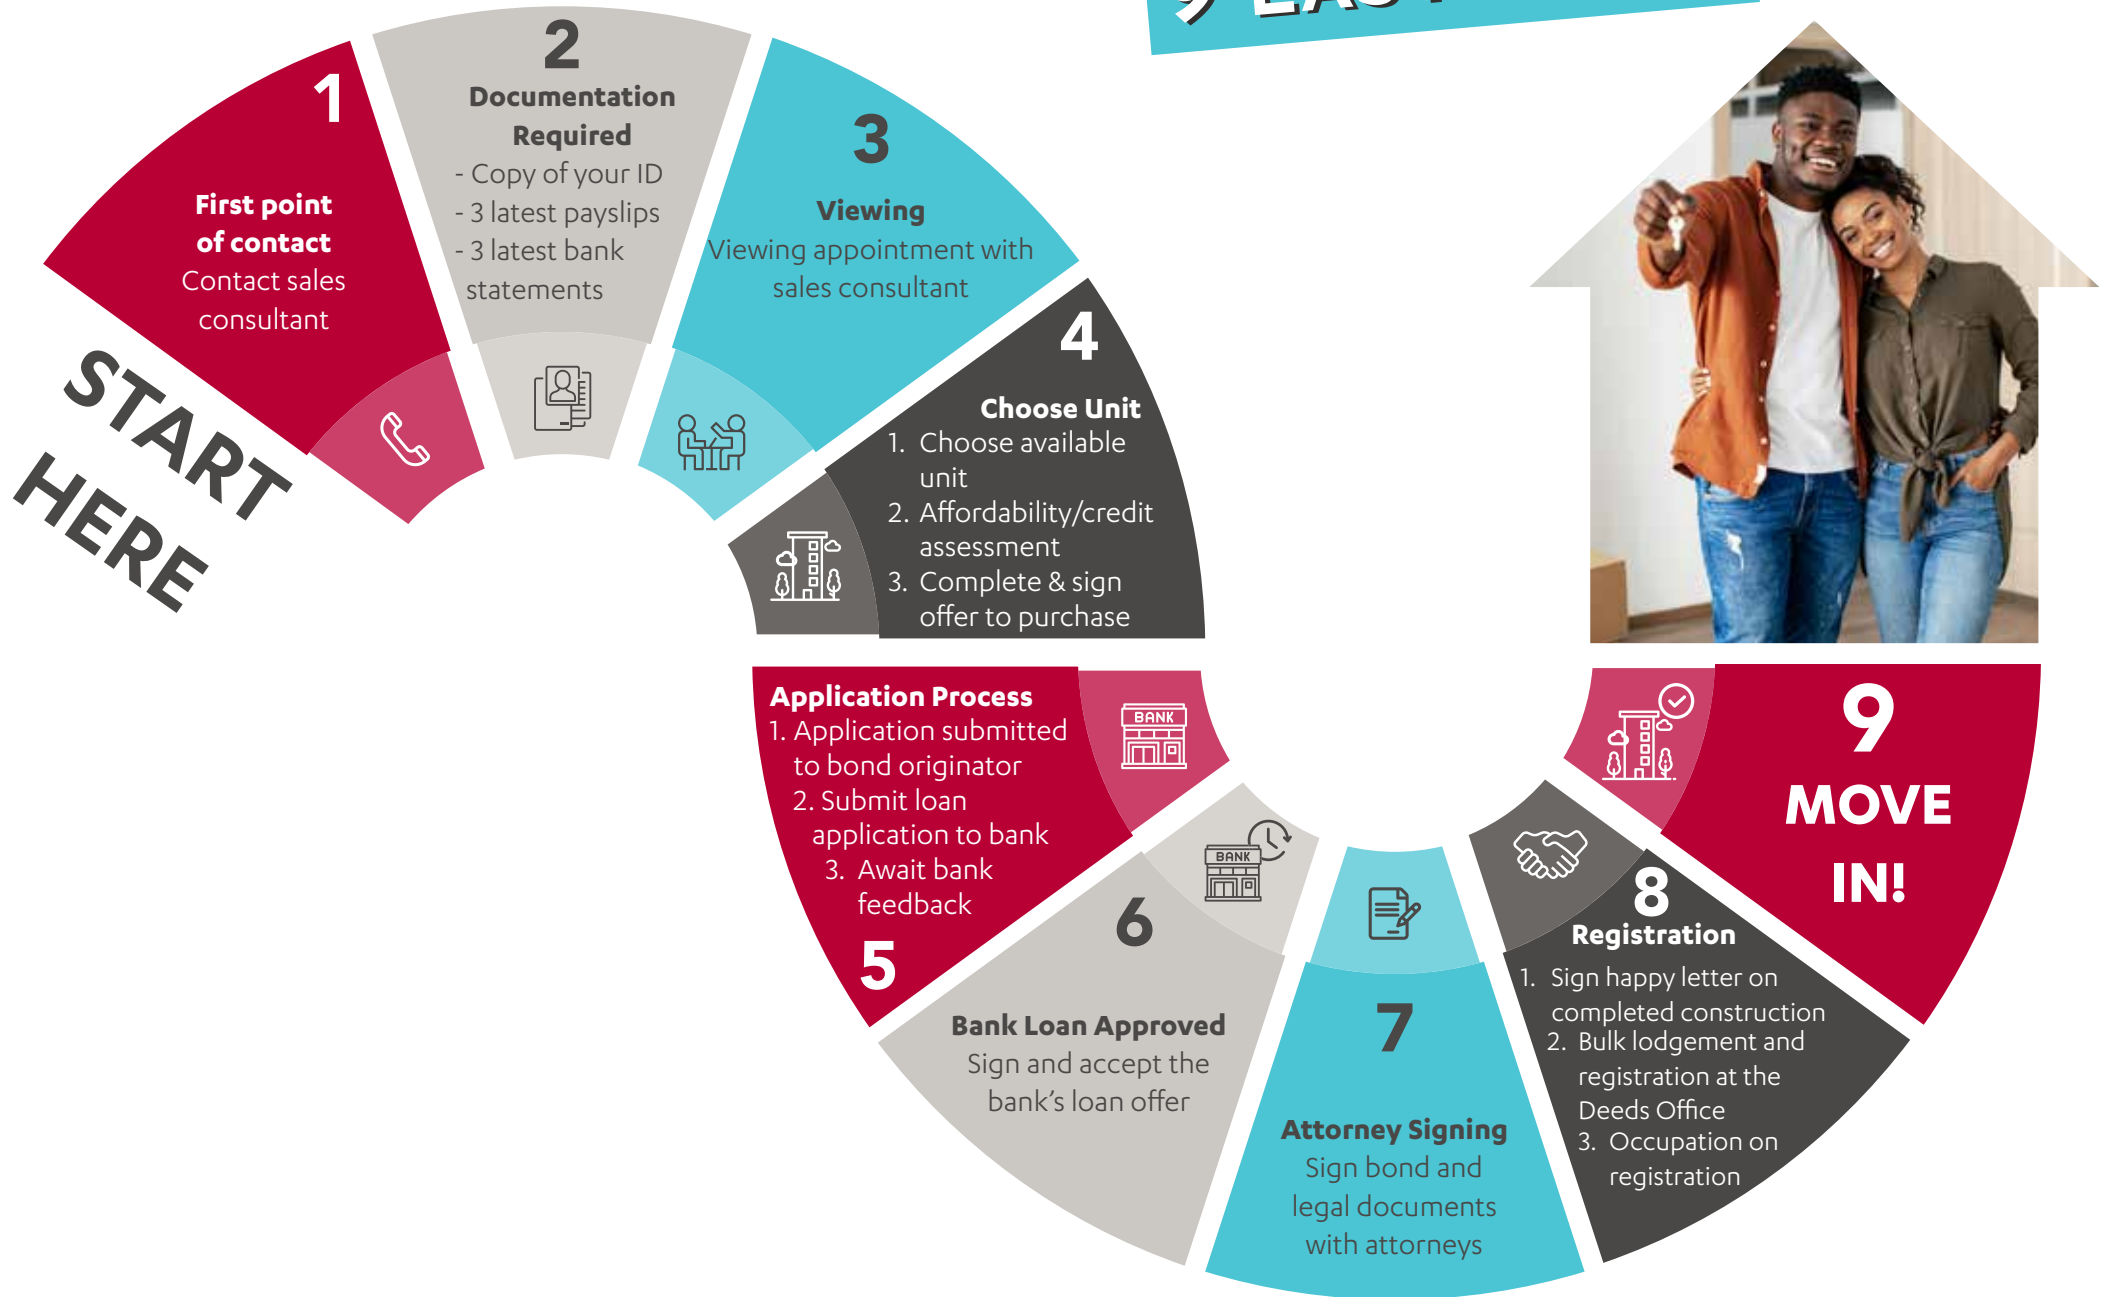 START
HERE
1
First point
of contact
Contact sales
consultant
2
Documentation
Required
- Copy of your ID
- 3 latest payslips
- 3 latest bank
statements
3
Viewing
Viewing appointment with
sales consultant
4
Choose Unit
1. Choose available
unit
2. Affordability/credit
assessment
3. Complete & sign
offer to purchase
Application Process
1. Application submitted
to bond originator
2. Submit loan
application to bank
3. Await bank
feedback
5
BANK
BANK
6
Bank Loan Approved
Sign and accept the
bank's loan offer
7
Attorney Signing
Sign bond and
legal documents
with attorneys
8
Registration
1. Sign happy letter on
completed construction
2. Bulk lodgement and
registration at the
Deeds Office
3. Occupation on
registration
9
MOVE
IN!